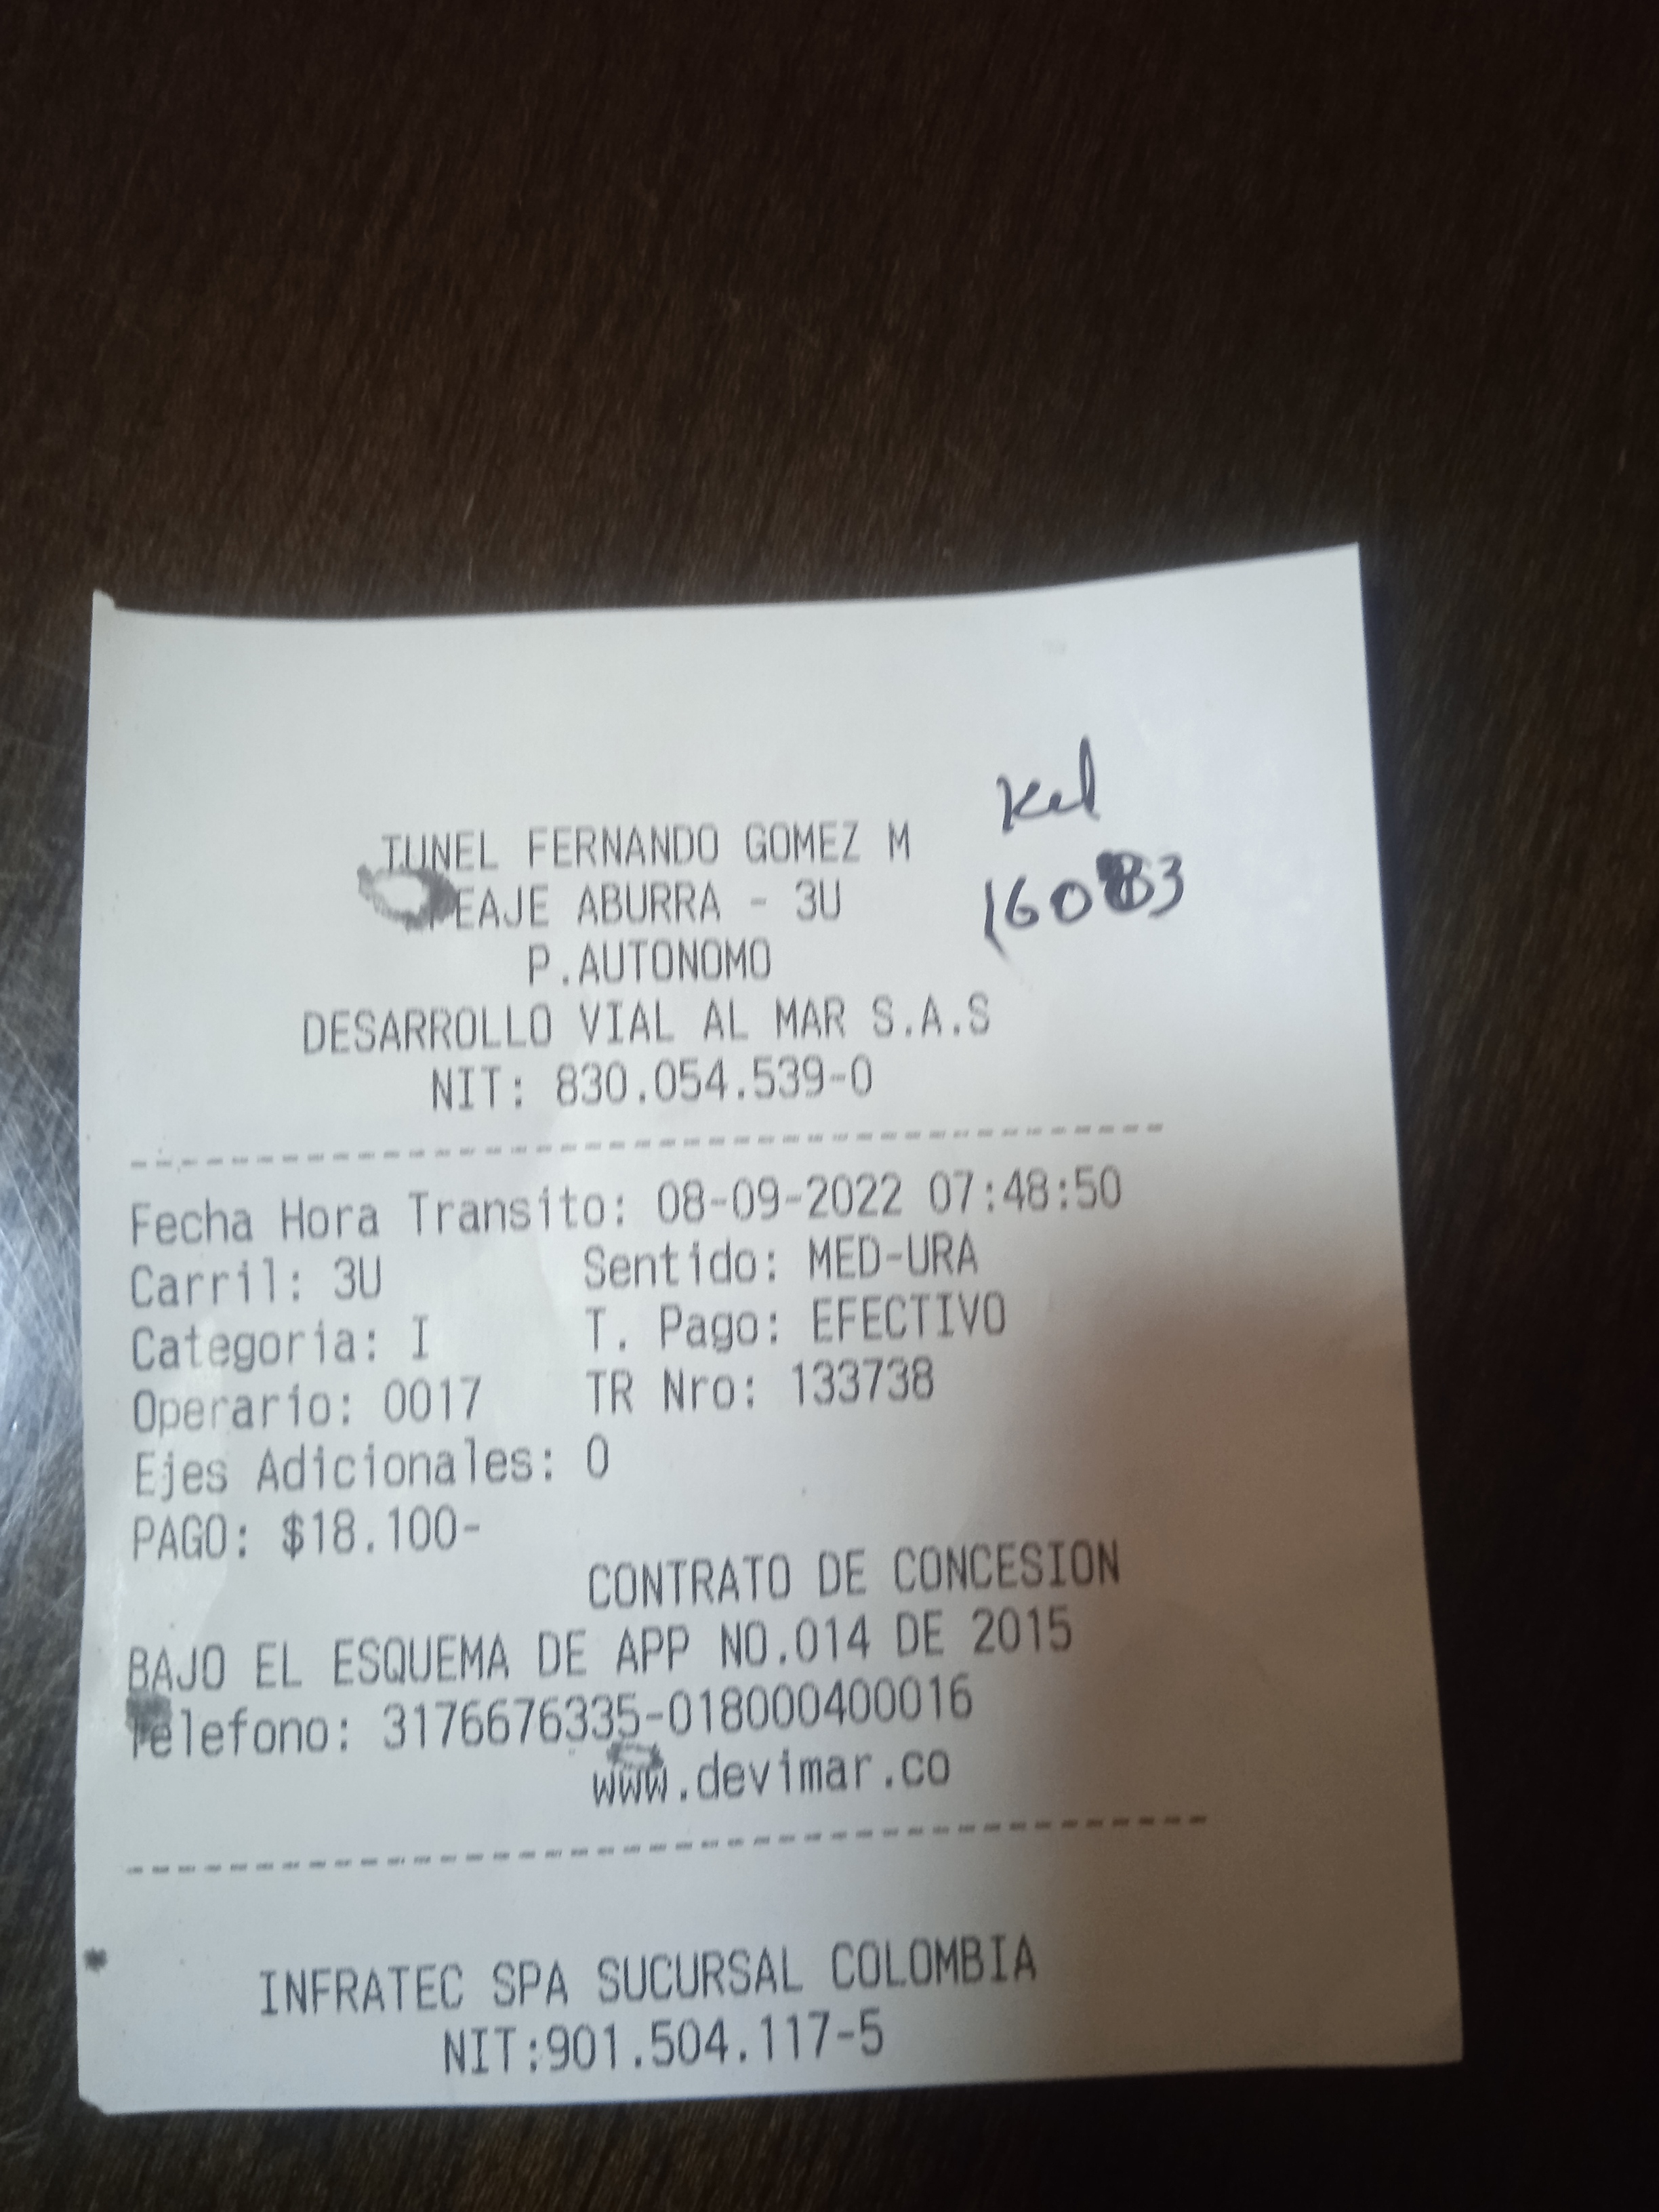 TUNEL FERNANDO GOMEZ M
PEAJE ABURRA - 3U
P.AUTONOMO
DESARROLLO VIAL AL MAR S.A.S
NIT: 830.054.539-0
Fecha Hora Transito: 08-09-2022 07:48:50
Carril: 3U Sentido: MED-URA
Categoria: I T. Pago: EFECTIVO
Operario: 0017 TR Nro: 133738
Ejes Adicionales: 0
PAGO: $18.100-
CONTRATO DE CONCESION
BAJO EL ESQUEMA DE APP NO.014 DE 2015
Telefono: 3176676335-018000400016
www.devimar.co
INFRATEC SPA SUCURSAL COLOMBIA
NIT:901.504.117-5